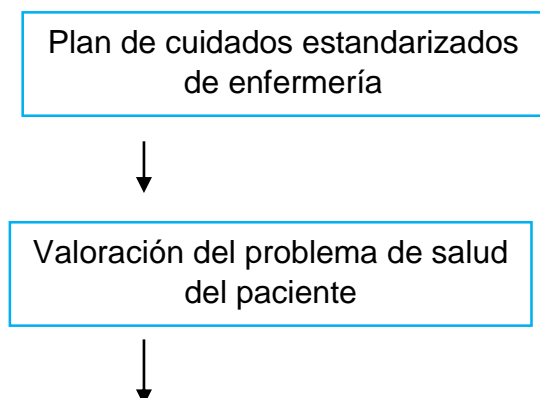 Plan de cuidados estandarizados
de enfermería
Valoración del problema de salud
del paciente